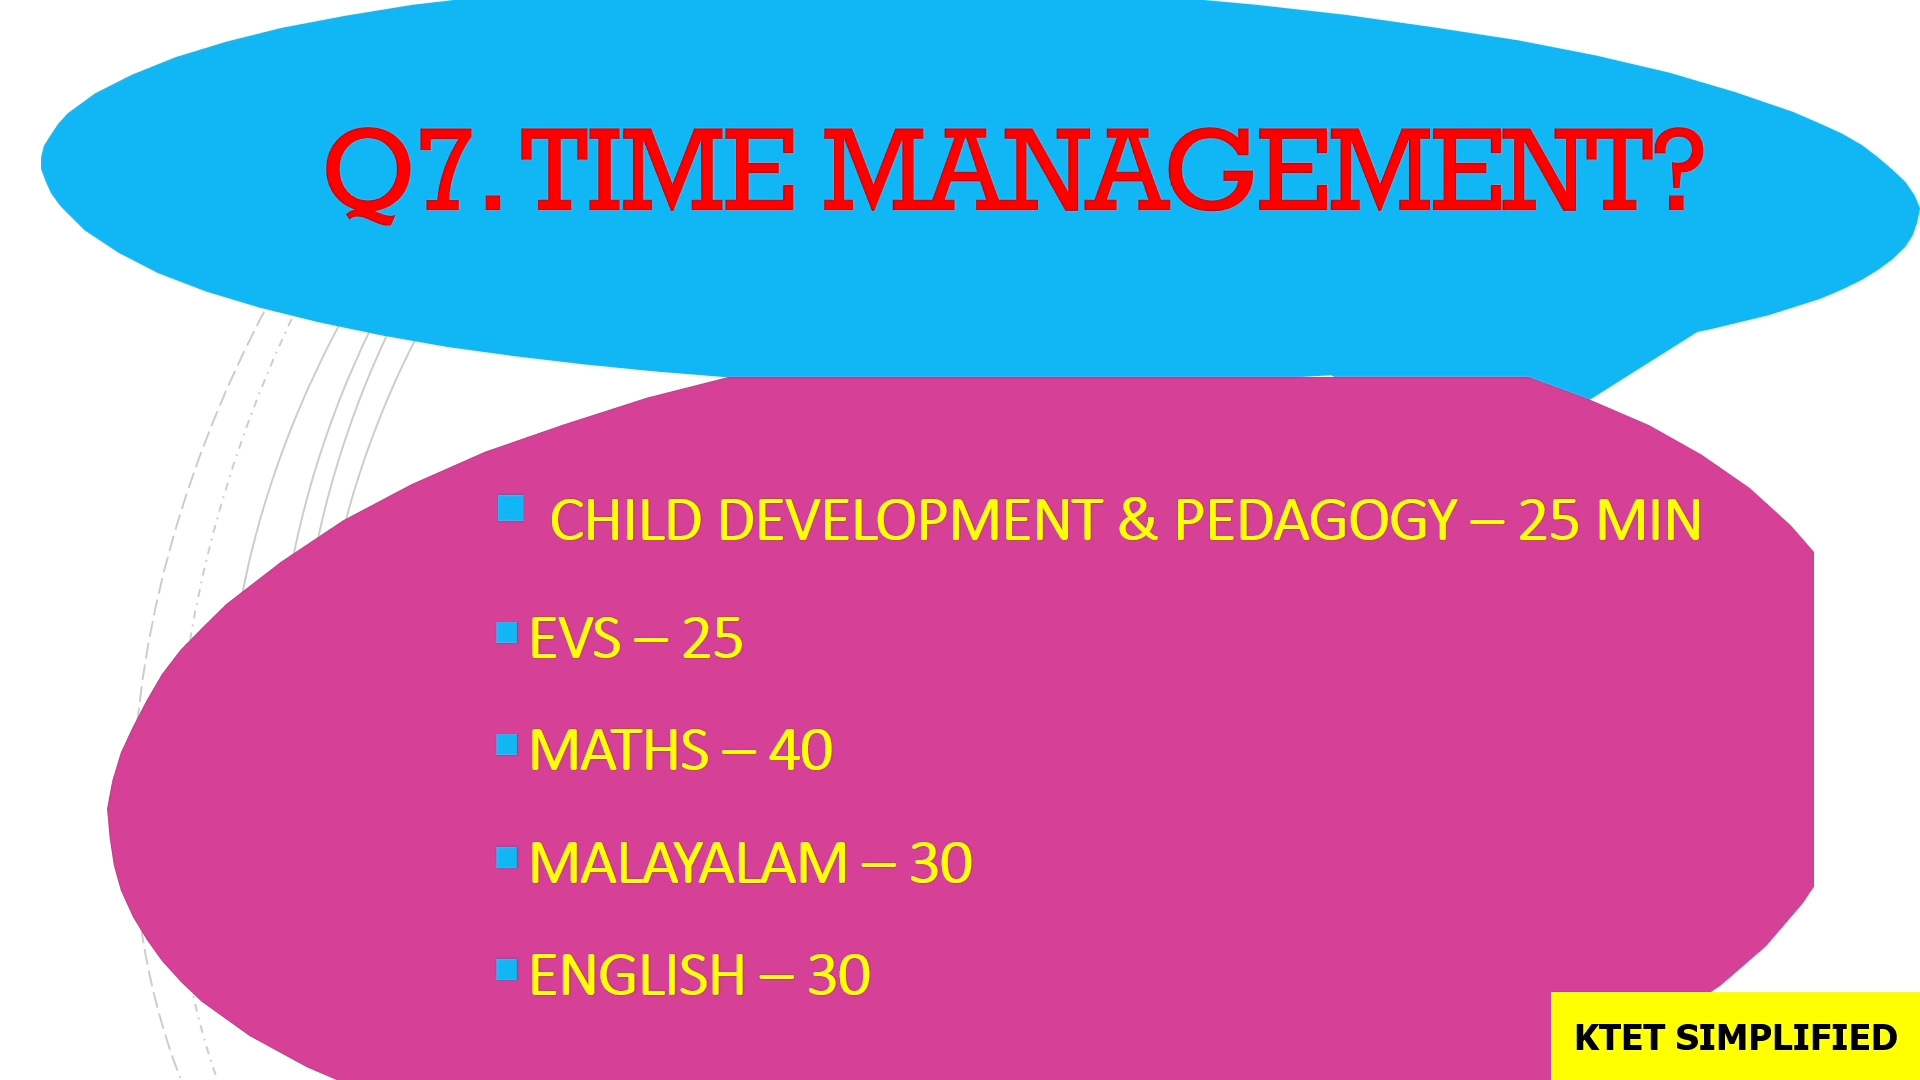 Q7. TIME MANAGEMENT?
CHILD DEVELOPMENT & PEDAGOGY – 25 MIN
EVS – 25
MATHS – 40
MALAYALAM – 30
ENGLISH – 30
KTET SIMPLIFIED